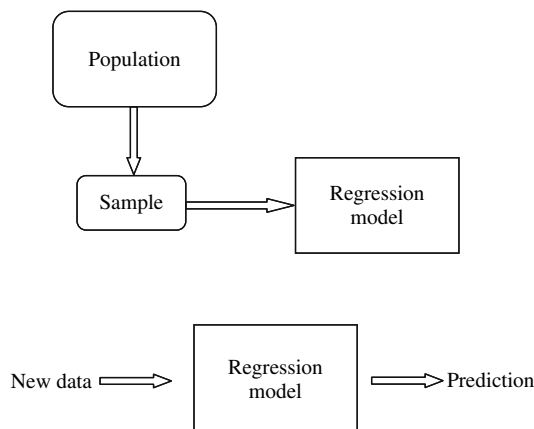 Population
Sample
Regression
model
New data
Regression
model
Prediction